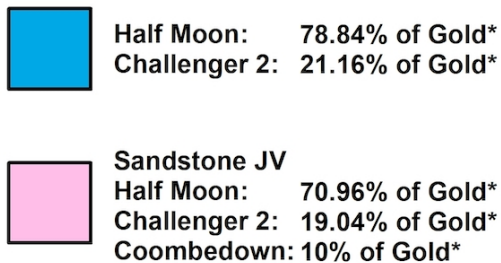 Half Moon: 78.84% of Gold*
Challenger 2: 21.16% of Gold*
Sandstone JV
Half Moon: 70.96% of Gold*
Challenger 2: 19.04% of Gold*
Coombedown: 10% of Gold*